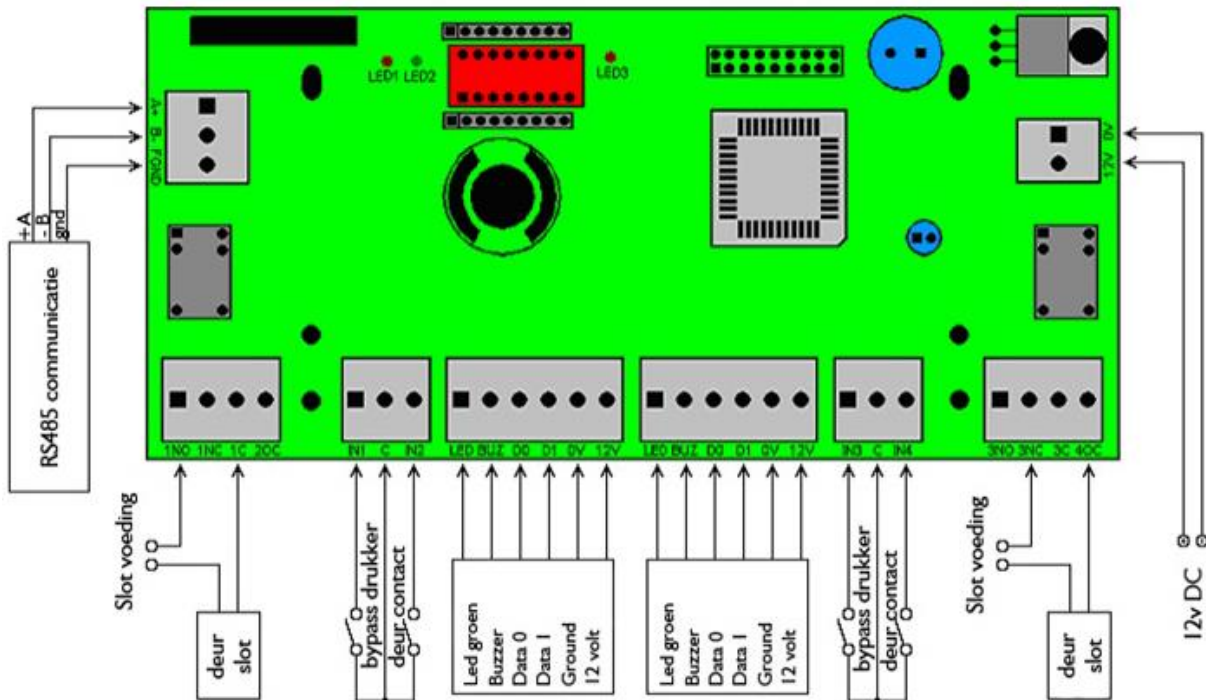 LED1 LED2
LED3
A+
B-
FGND
0V
12V
+A
- B
gnd
RS485 communicatie
1NO 1NC 1C 2OC
IN1 C IN2
LED BUZ D0 D1 0V 12V
LED BUZ D0 D1 0V 12V
IN3 C IN4
3NO 3NC 3C 4OC
Slot voeding
deur
slot
bypass drukker
deur contact
Led groen
Buzzer
Data 0
Data 1
Ground
12 volt
Led groen
Buzzer
Data 0
Data 1
Ground
12 volt
bypass drukker
deur contact
Slot voeding
deur
slot
12v DC